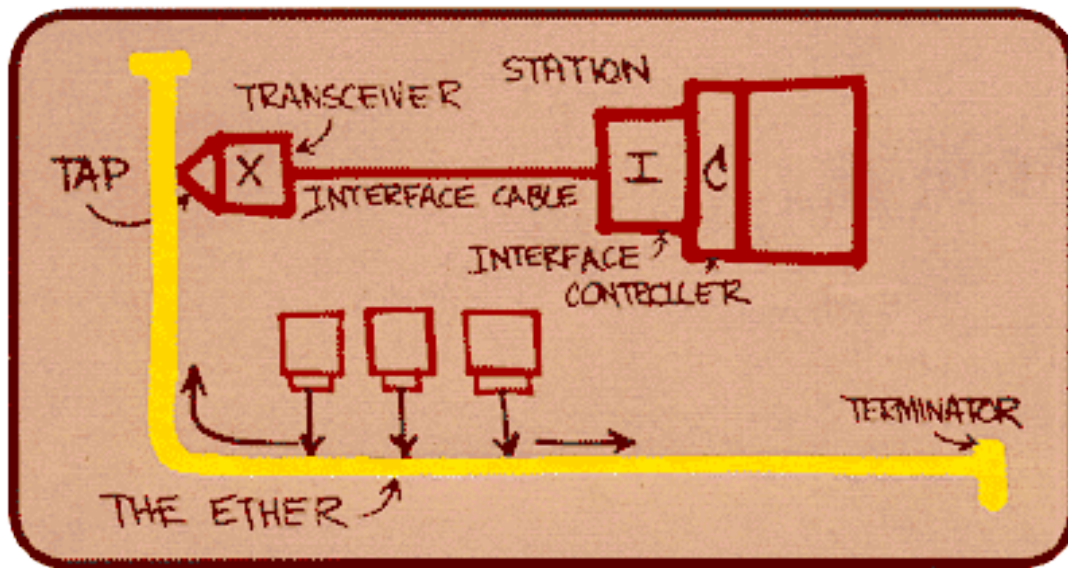 STATION
TRANSCEIVER
TAP
X
I
C
INTERFACE CABLE
INTERFACE
CONTROLLER
TERMINATOR
THE ETHER